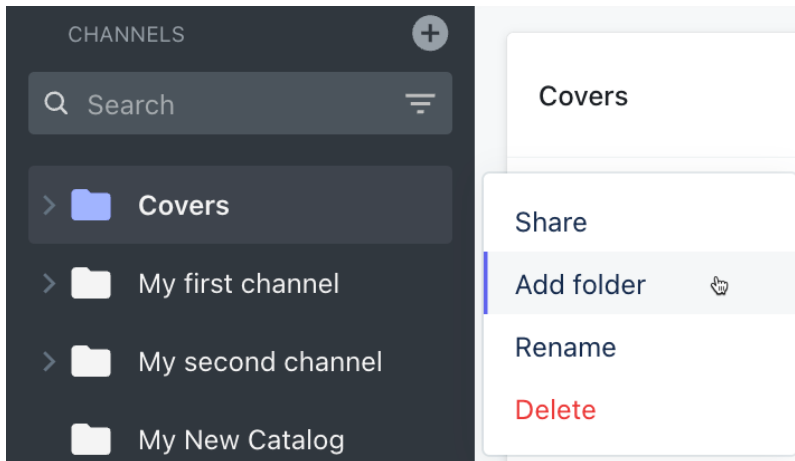 CHANNELS
Search
Covers
My first channel
My second channel
My New Catalog
Covers
Share
Add folder
Rename
Delete